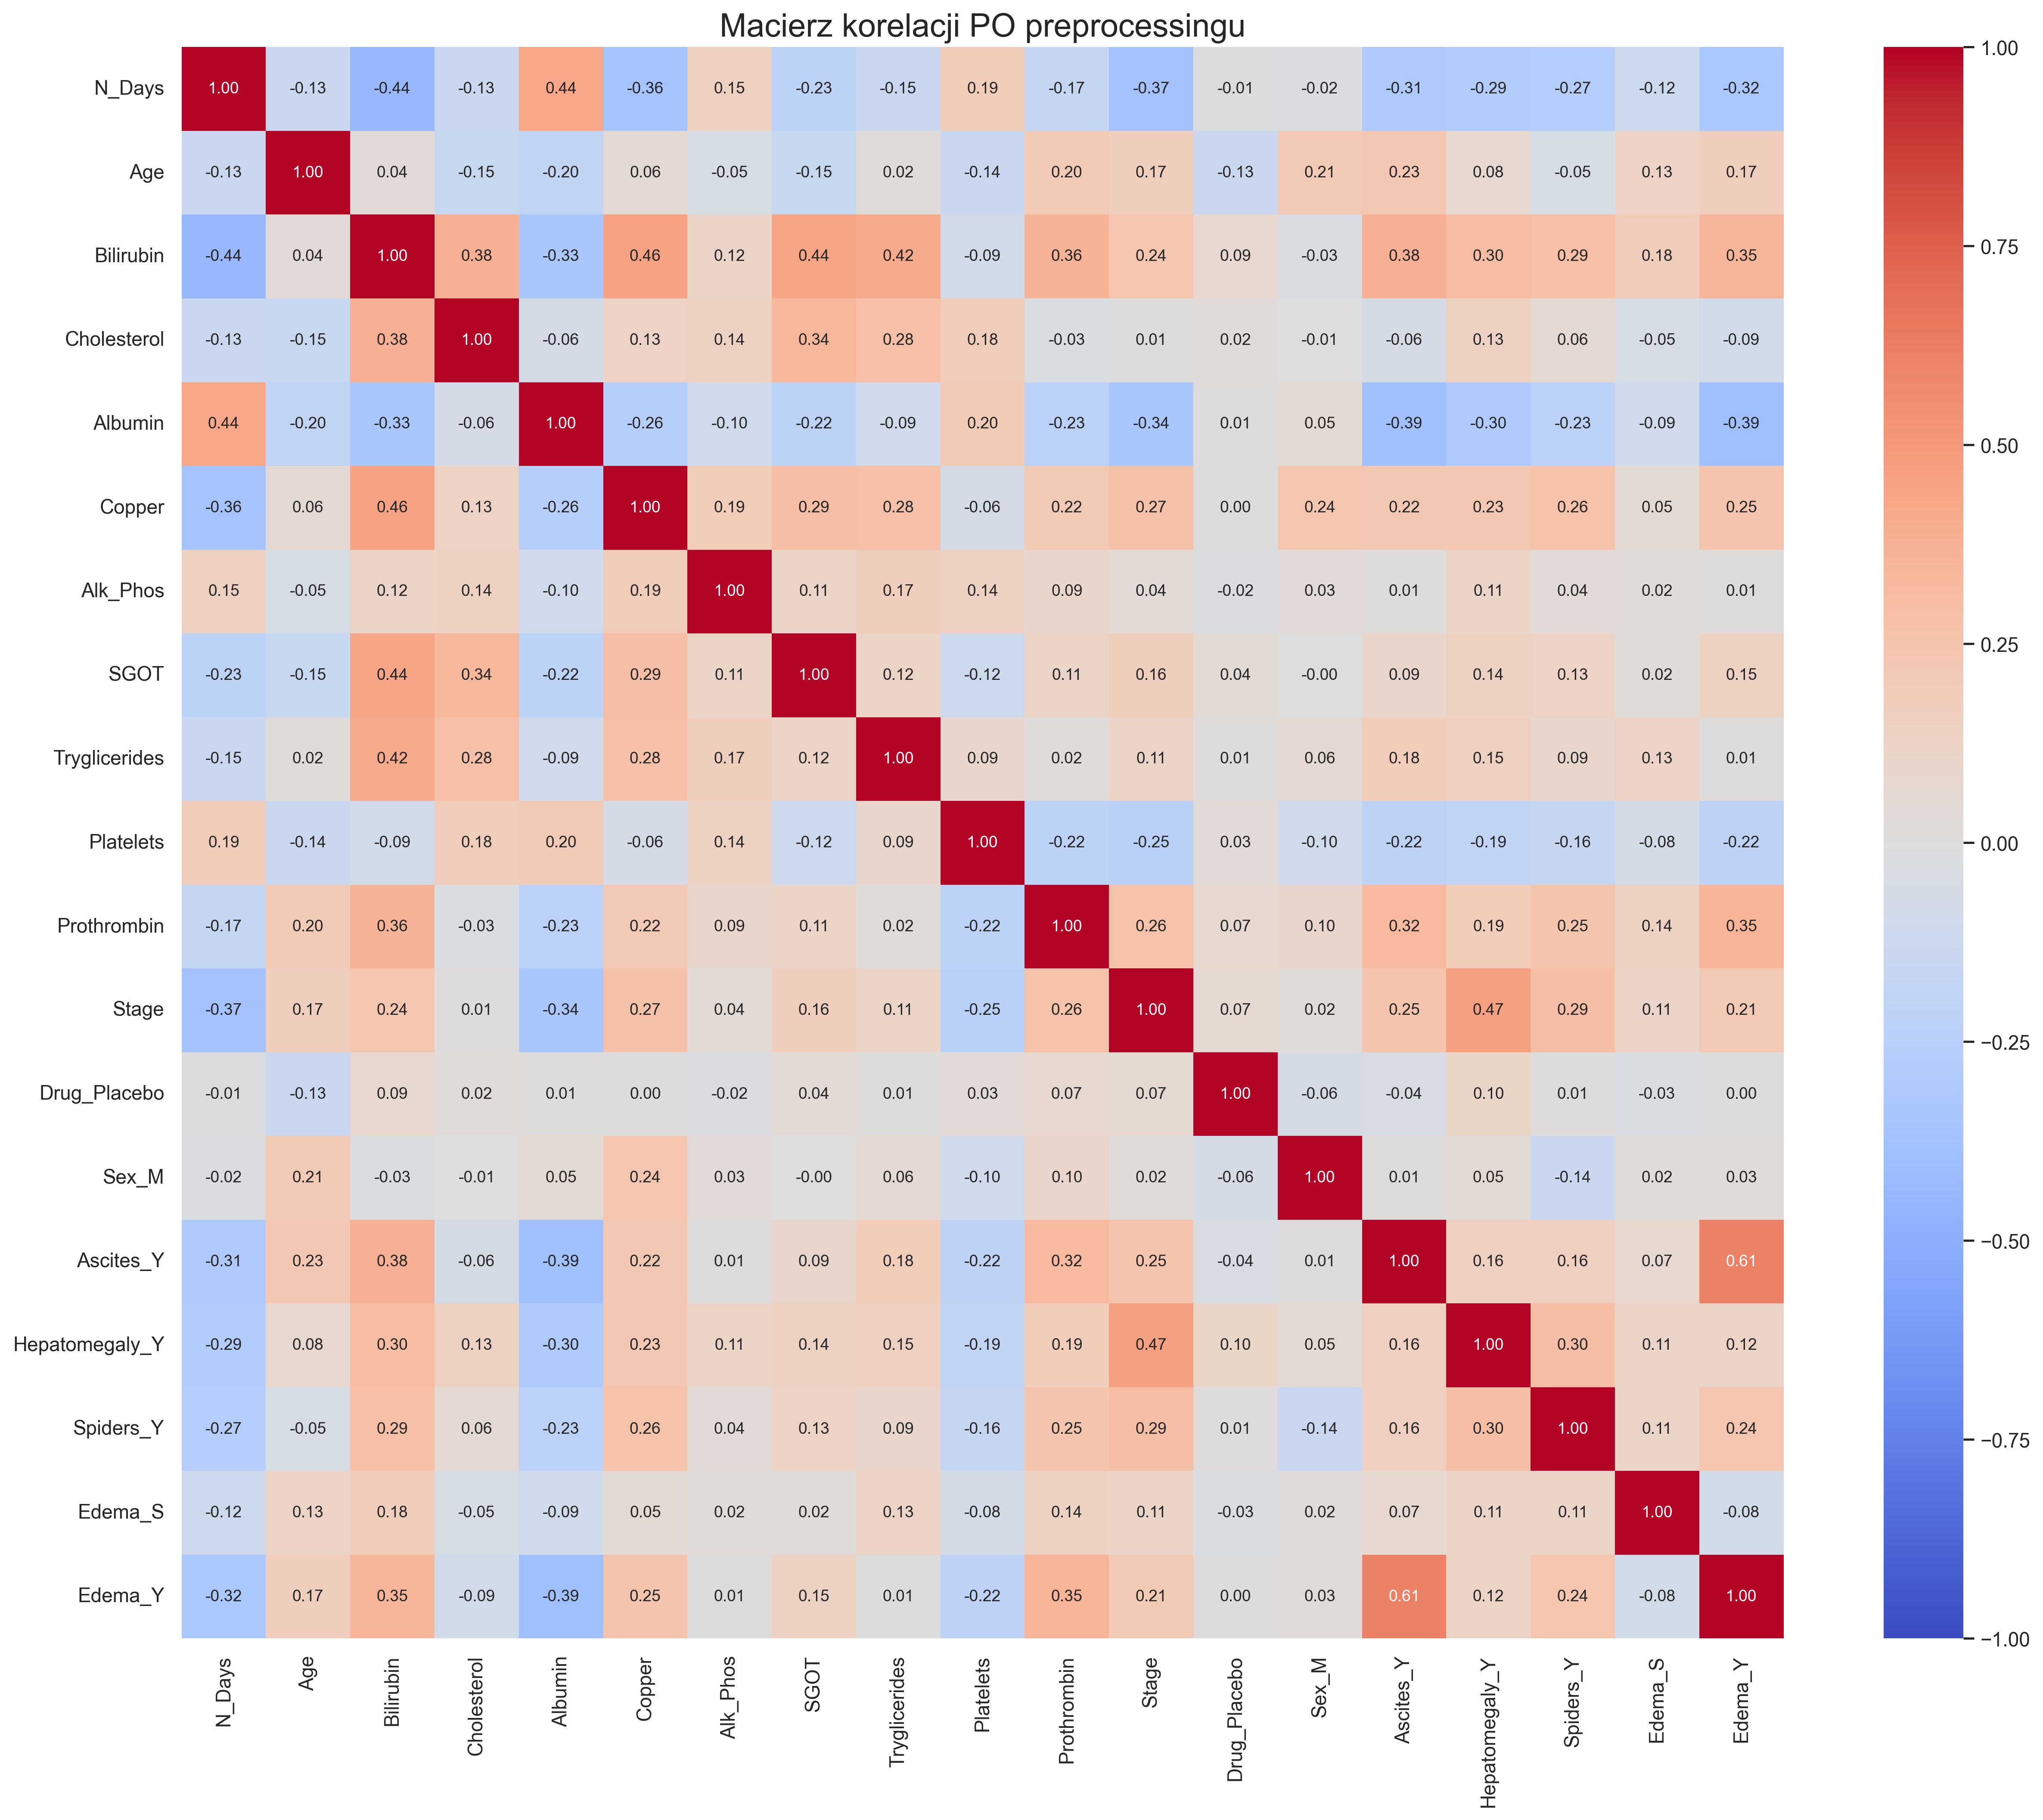 Macierz korelacji PO preprocessingu
N_Days 1.00 -0.13 -0.44 -0.13 0.44 -0.36 0.15 -0.23 -0.15 0.19 -0.17 -0.37 -0.01 -0.02 -0.31 -0.29 -0.27 -0.12 -0.32
Age -0.13 1.00 0.04 -0.15 -0.20 0.06 -0.05 -0.15 0.02 -0.14 0.20 0.17 -0.13 0.21 0.23 0.08 -0.05 0.13 0.17
Bilirubin -0.44 0.04 1.00 0.38 -0.33 0.46 0.12 0.44 0.42 -0.09 0.36 0.24 0.09 -0.03 0.38 0.30 0.29 0.18 0.35
Cholesterol -0.13 -0.15 0.38 1.00 -0.06 0.13 0.14 0.34 0.28 0.18 -0.03 0.01 0.02 -0.01 -0.06 0.13 0.06 -0.05 -0.09
Albumin 0.44 -0.20 -0.33 -0.06 1.00 -0.26 -0.10 -0.22 -0.09 0.20 -0.23 -0.34 0.01 0.05 -0.39 -0.30 -0.23 -0.09 -0.39
Copper -0.36 0.06 0.46 0.13 -0.26 1.00 0.19 0.29 0.28 -0.06 0.22 0.27 0.00 0.24 0.22 0.23 0.26 0.05 0.25
Alk_Phos 0.15 -0.05 0.12 0.14 -0.10 0.19 1.00 0.11 0.17 0.14 0.09 0.04 -0.02 0.03 0.01 0.11 0.04 0.02 0.01
SGOT -0.23 -0.15 0.44 0.34 -0.22 0.29 0.11 1.00 0.12 -0.12 0.11 0.16 0.04 -0.00 0.09 0.14 0.13 0.02 0.15
Tryglicerides -0.15 0.02 0.42 0.28 -0.09 0.28 0.17 0.12 1.00 0.09 0.02 0.11 0.01 0.06 0.18 0.15 0.09 0.13 0.01
Platelets 0.19 -0.14 -0.09 0.18 0.20 -0.06 0.14 -0.12 0.09 1.00 -0.22 -0.25 0.03 -0.10 -0.22 -0.19 -0.16 -0.08 -0.22
Prothrombin -0.17 0.20 0.36 -0.03 -0.23 0.22 0.09 0.11 0.02 -0.22 1.00 0.26 0.07 0.10 0.32 0.19 0.25 0.14 0.35
Stage -0.37 0.17 0.24 0.01 -0.34 0.27 0.04 0.16 0.11 -0.25 0.26 1.00 0.07 0.02 0.25 0.47 0.29 0.11 0.21
Drug_Placebo -0.01 -0.13 0.09 0.02 0.01 0.00 -0.02 0.04 0.01 0.03 0.07 0.07 1.00 -0.06 -0.04 0.10 0.01 -0.03 0.00
Sex_M -0.02 0.21 -0.03 -0.01 0.05 0.24 0.03 -0.00 0.06 -0.10 0.10 0.02 -0.06 1.00 0.01 0.05 -0.14 0.02 0.03
Ascites_Y -0.31 0.23 0.38 -0.06 -0.39 0.22 0.01 0.09 0.18 -0.22 0.32 0.25 -0.04 0.01 1.00 0.16 0.16 0.07 0.61
Hepatomegaly_Y -0.29 0.08 0.30 0.13 -0.30 0.23 0.11 0.14 0.15 -0.19 0.19 0.47 0.10 0.05 0.16 1.00 0.30 0.11 0.12
Spiders_Y -0.27 -0.05 0.29 0.06 -0.23 0.26 0.04 0.13 0.09 -0.16 0.25 0.29 0.01 -0.14 0.16 0.30 1.00 0.11 0.24
Edema_S -0.12 0.13 0.18 -0.05 -0.09 0.05 0.02 0.02 0.13 -0.08 0.14 0.11 -0.03 0.02 0.07 0.11 0.11 1.00 -0.08
Edema_Y -0.32 0.17 0.35 -0.09 -0.39 0.25 0.01 0.15 0.01 -0.22 0.35 0.21 0.00 0.03 0.61 0.12 0.24 -0.08 1.00
N_Days
Age
Bilirubin
Cholesterol
Albumin
Copper
Alk_Phos
SGOT
Tryglicerides
Platelets
Prothrombin
Stage
Drug_Placebo
Sex_M
Ascites_Y
Hepatomegaly_Y
Spiders_Y
Edema_S
Edema_Y
1.00
0.75
0.50
0.25
0.00
−0.25
−0.50
−0.75
−1.00